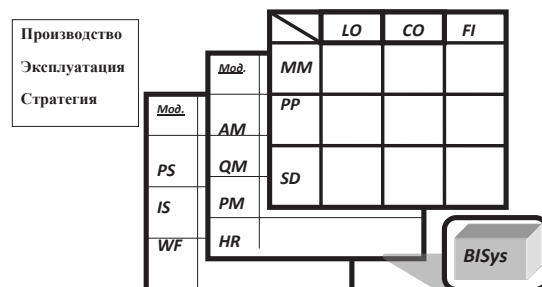 Производство
Эксплуатация
Стратегия
LO CO FI
MM
PP
SD
Мод.
AM
QM
PM
HR
Мод.
PS
IS
WF
BISys